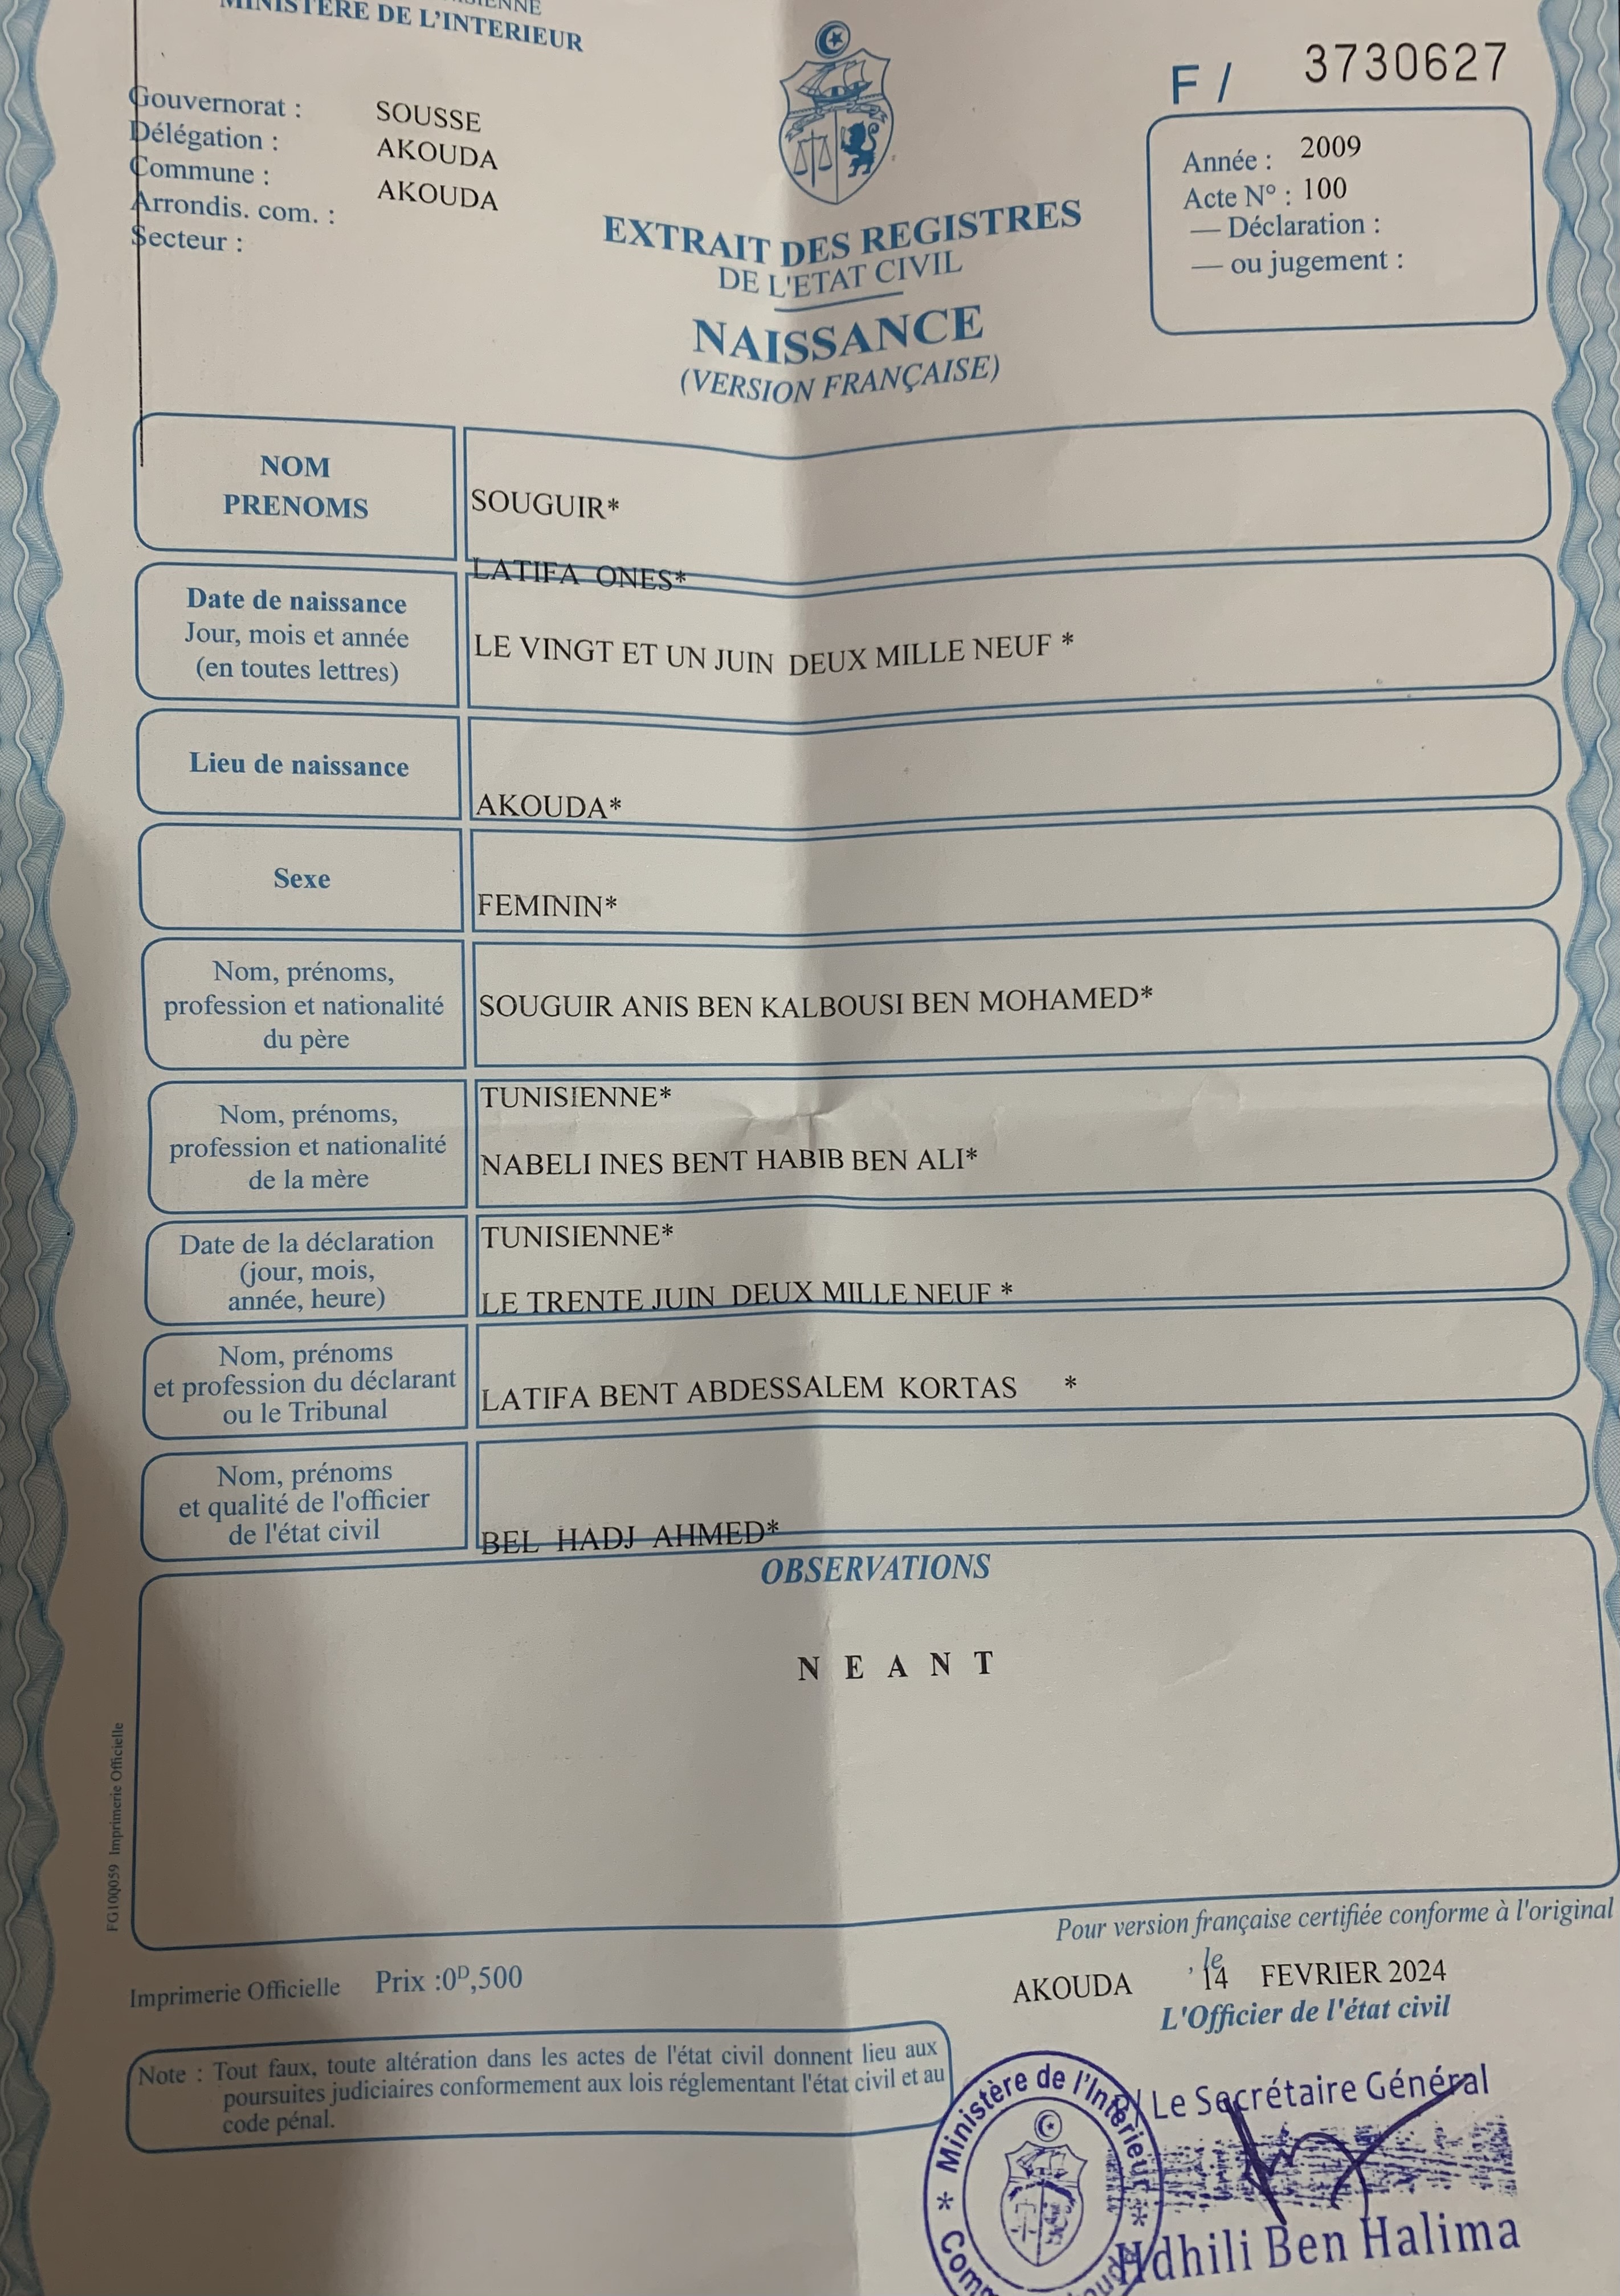 MINISTERE DE L'INTERIEUR
F / 3730627
Gouvernorat : SOUSSE
Délégation : AKOUDA
Commune : AKOUDA
Arrondis. com. :
Secteur :
Année : 2009
Acte N° : 100
— Déclaration :
— ou jugement :
EXTRAIT DES REGISTRES
DE L'ETAT CIVIL
NAISSANCE
(VERSION FRANÇAISE)
NOM
PRENOMS
SOUGUIR*
LATIFA ONES*
Date de naissance
Jour, mois et année
(en toutes lettres)
LE VINGT ET UN JUIN DEUX MILLE NEUF *
Lieu de naissance
AKOUDA*
Sexe
FEMININ*
Nom, prénoms,
profession et nationalité
du père
SOUGUIR ANIS BEN KALBOUSI BEN MOHAMED*
TUNISIENNE*
Nom, prénoms,
profession et nationalité
de la mère
NABELI INES BENT HABIB BEN ALI*
TUNISIENNE*
Date de la déclaration
(jour, mois,
année, heure)
LE TRENTE JUIN DEUX MILLE NEUF *
Nom, prénoms
et profession du déclarant
ou le Tribunal
LATIFA BENT ABDESSALEM KORTAS *
Nom, prénoms
et qualité de l'officier
de l'état civil
BEL HADJ AHMED*
OBSERVATIONS
N E A N T
FG100059 Imprimerie Officielle
Pour version française certifiée conforme à l'original
AKOUDA , le 14 FEVRIER 2024
L'Officier de l'état civil
Imprimerie Officielle Prix :0D,500
Note : Tout faux, toute altération dans les actes de l'état civil donnent lieu aux
poursuites judiciaires conformement aux lois réglementant l'état civil et au
code pénal.
* Ministère de l'Intérieur *
Le Secrétaire Général
Hdhili Ben Halima